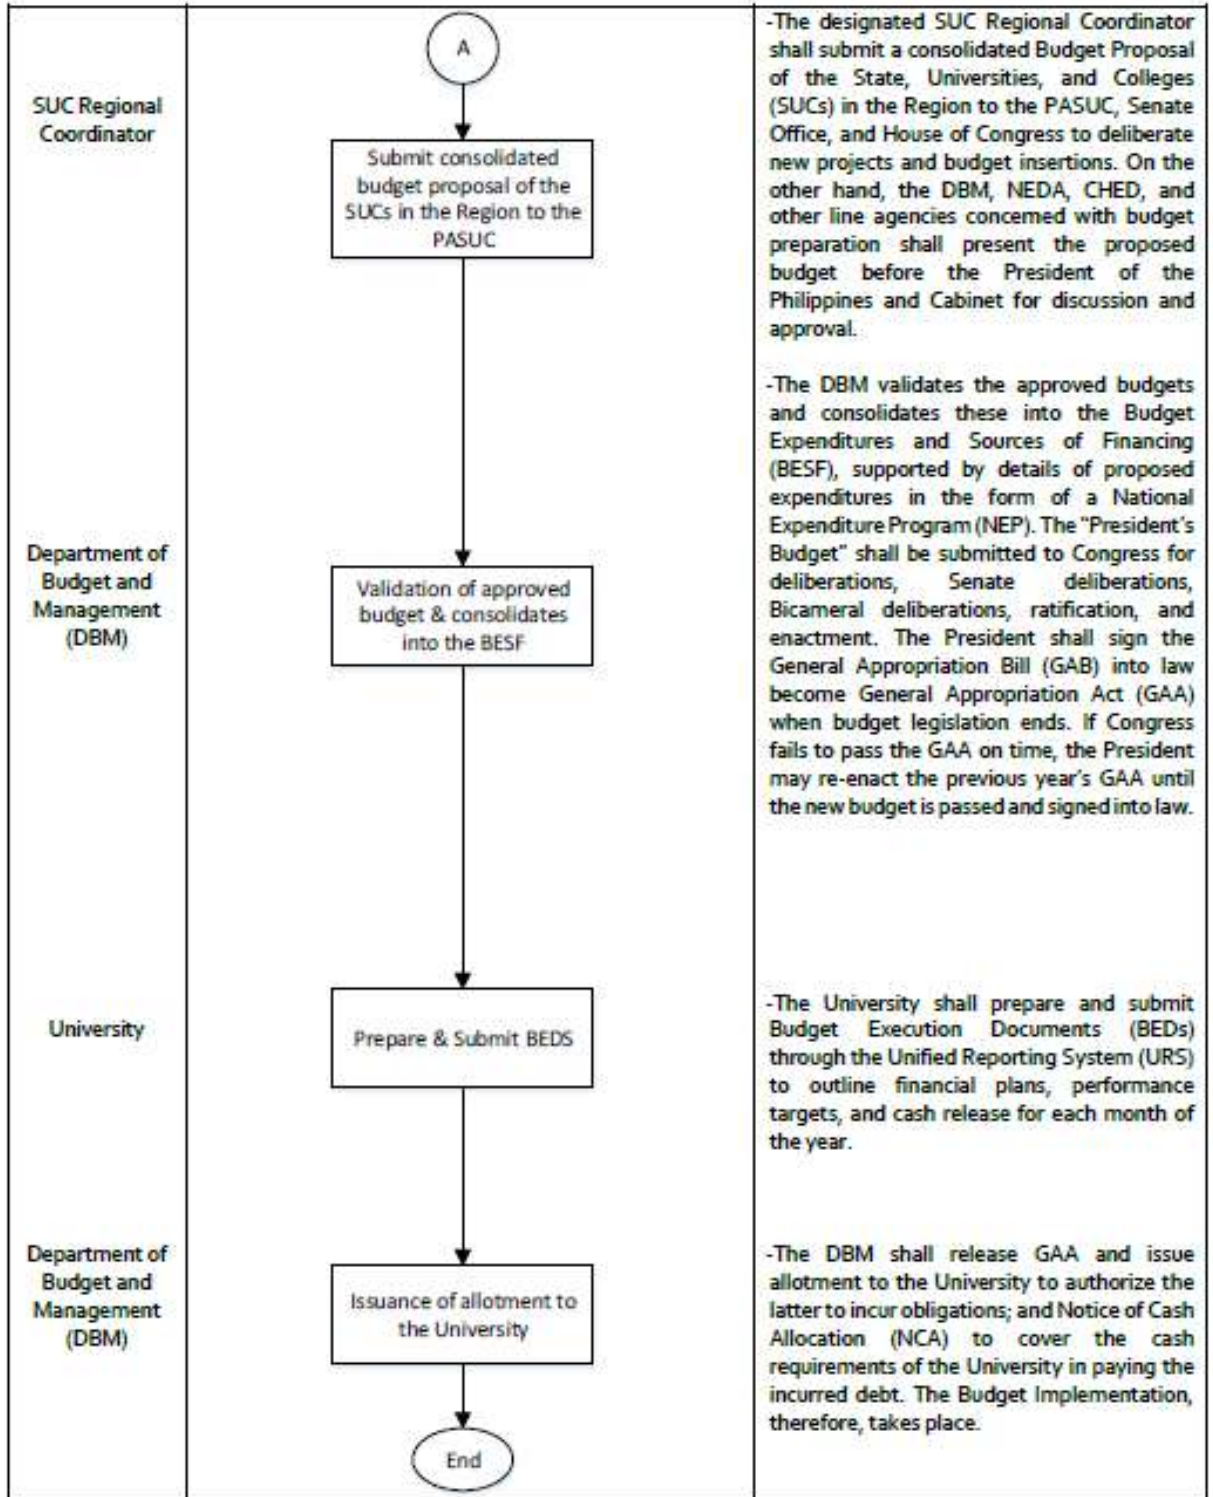 A
SUC Regional
Coordinator
Submit consolidated
budget proposal of the
SUCs in the Region to the
PASUC
-The designated SUC Regional Coordinator
shall submit a consolidated Budget Proposal
of the State, Universities, and Colleges
(SUCs) in the Region to the PASUC, Senate
Office, and House of Congress to deliberate
new projects and budget insertions. On the
other hand, the DBM, NEDA, CHED, and
other line agencies concerned with budget
preparation shall present the proposed
budget before the President of the
Philippines and Cabinet for discussion and
approval.
Department of
Budget and
Management
(DBM)
Validation of approved
budget & consolidates
into the BESF
-The DBM validates the approved budgets
and consolidates these into the Budget
Expenditures and Sources of Financing
(BESF), supported by details of proposed
expenditures in the form of a National
Expenditure Program (NEP). The "President's
Budget" shall be submitted to Congress for
deliberations, Senate deliberations,
Bicameral deliberations, ratification, and
enactment. The President shall sign the
General Appropriation Bill (GAB) into law
become General Appropriation Act (GAA)
when budget legislation ends. If Congress
fails to pass the GAA on time, the President
may re-enact the previous year's GAA until
the new budget is passed and signed into law.
University
Prepare & Submit BEDS
-The University shall prepare and submit
Budget Execution Documents (BEDs)
through the Unified Reporting System (URS)
to outline financial plans, performance
targets, and cash release for each month of
the year.
Department of
Budget and
Management
(DBM)
Issuance of allotment to
the University
-The DBM shall release GAA and issue
allotment to the University to authorize the
latter to incur obligations; and Notice of Cash
Allocation (NCA) to cover the cash
requirements of the University in paying the
incurred debt. The Budget Implementation,
therefore, takes place.
End